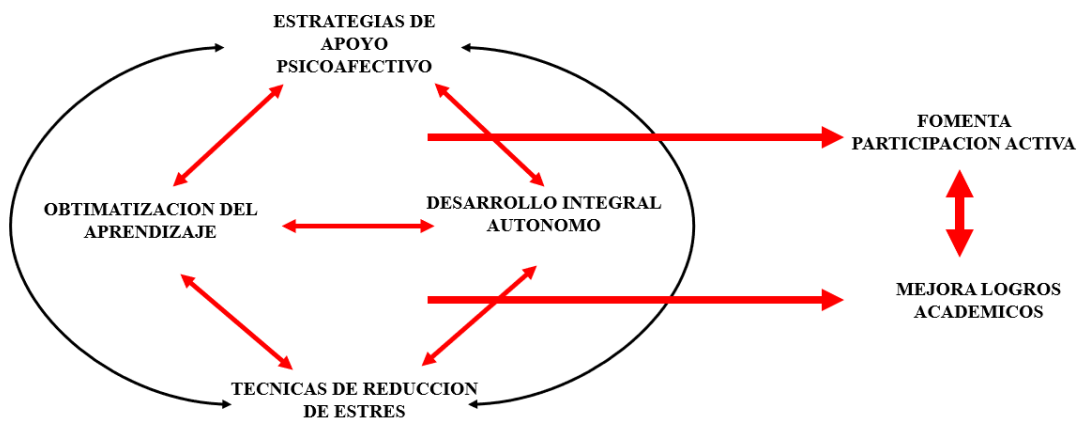 ESTRATEGIAS DE
APOYO
PSICOAFECTIVO
FOMENTA
PARTICIPACION ACTIVA
OBTIMATIZACION DEL
APRENDIZAJE
DESARROLLO INTEGRAL
AUTONOMO
MEJORA LOGROS
ACADEMICOS
TECNICAS DE REDUCCION
DE ESTRES